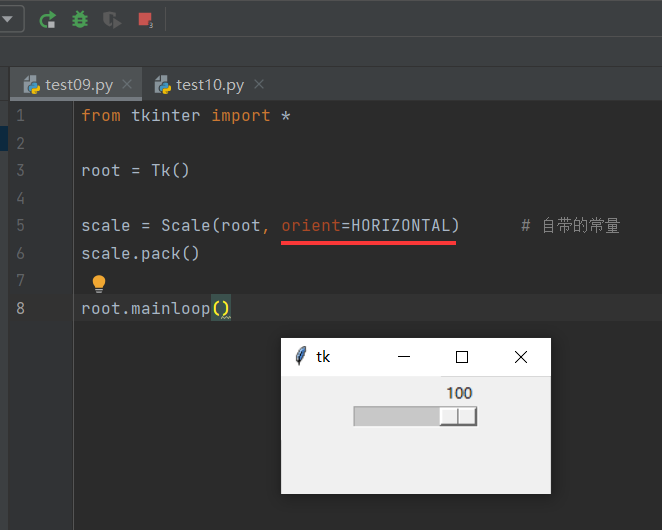 3
test09.py
test10.py
1 from tkinter import *
2
3 root = Tk()
4
5 scale = Scale(root, orient=HORIZONTAL) # 自带的常量
6 scale.pack()
7
8 root.mainloop()
tk
100